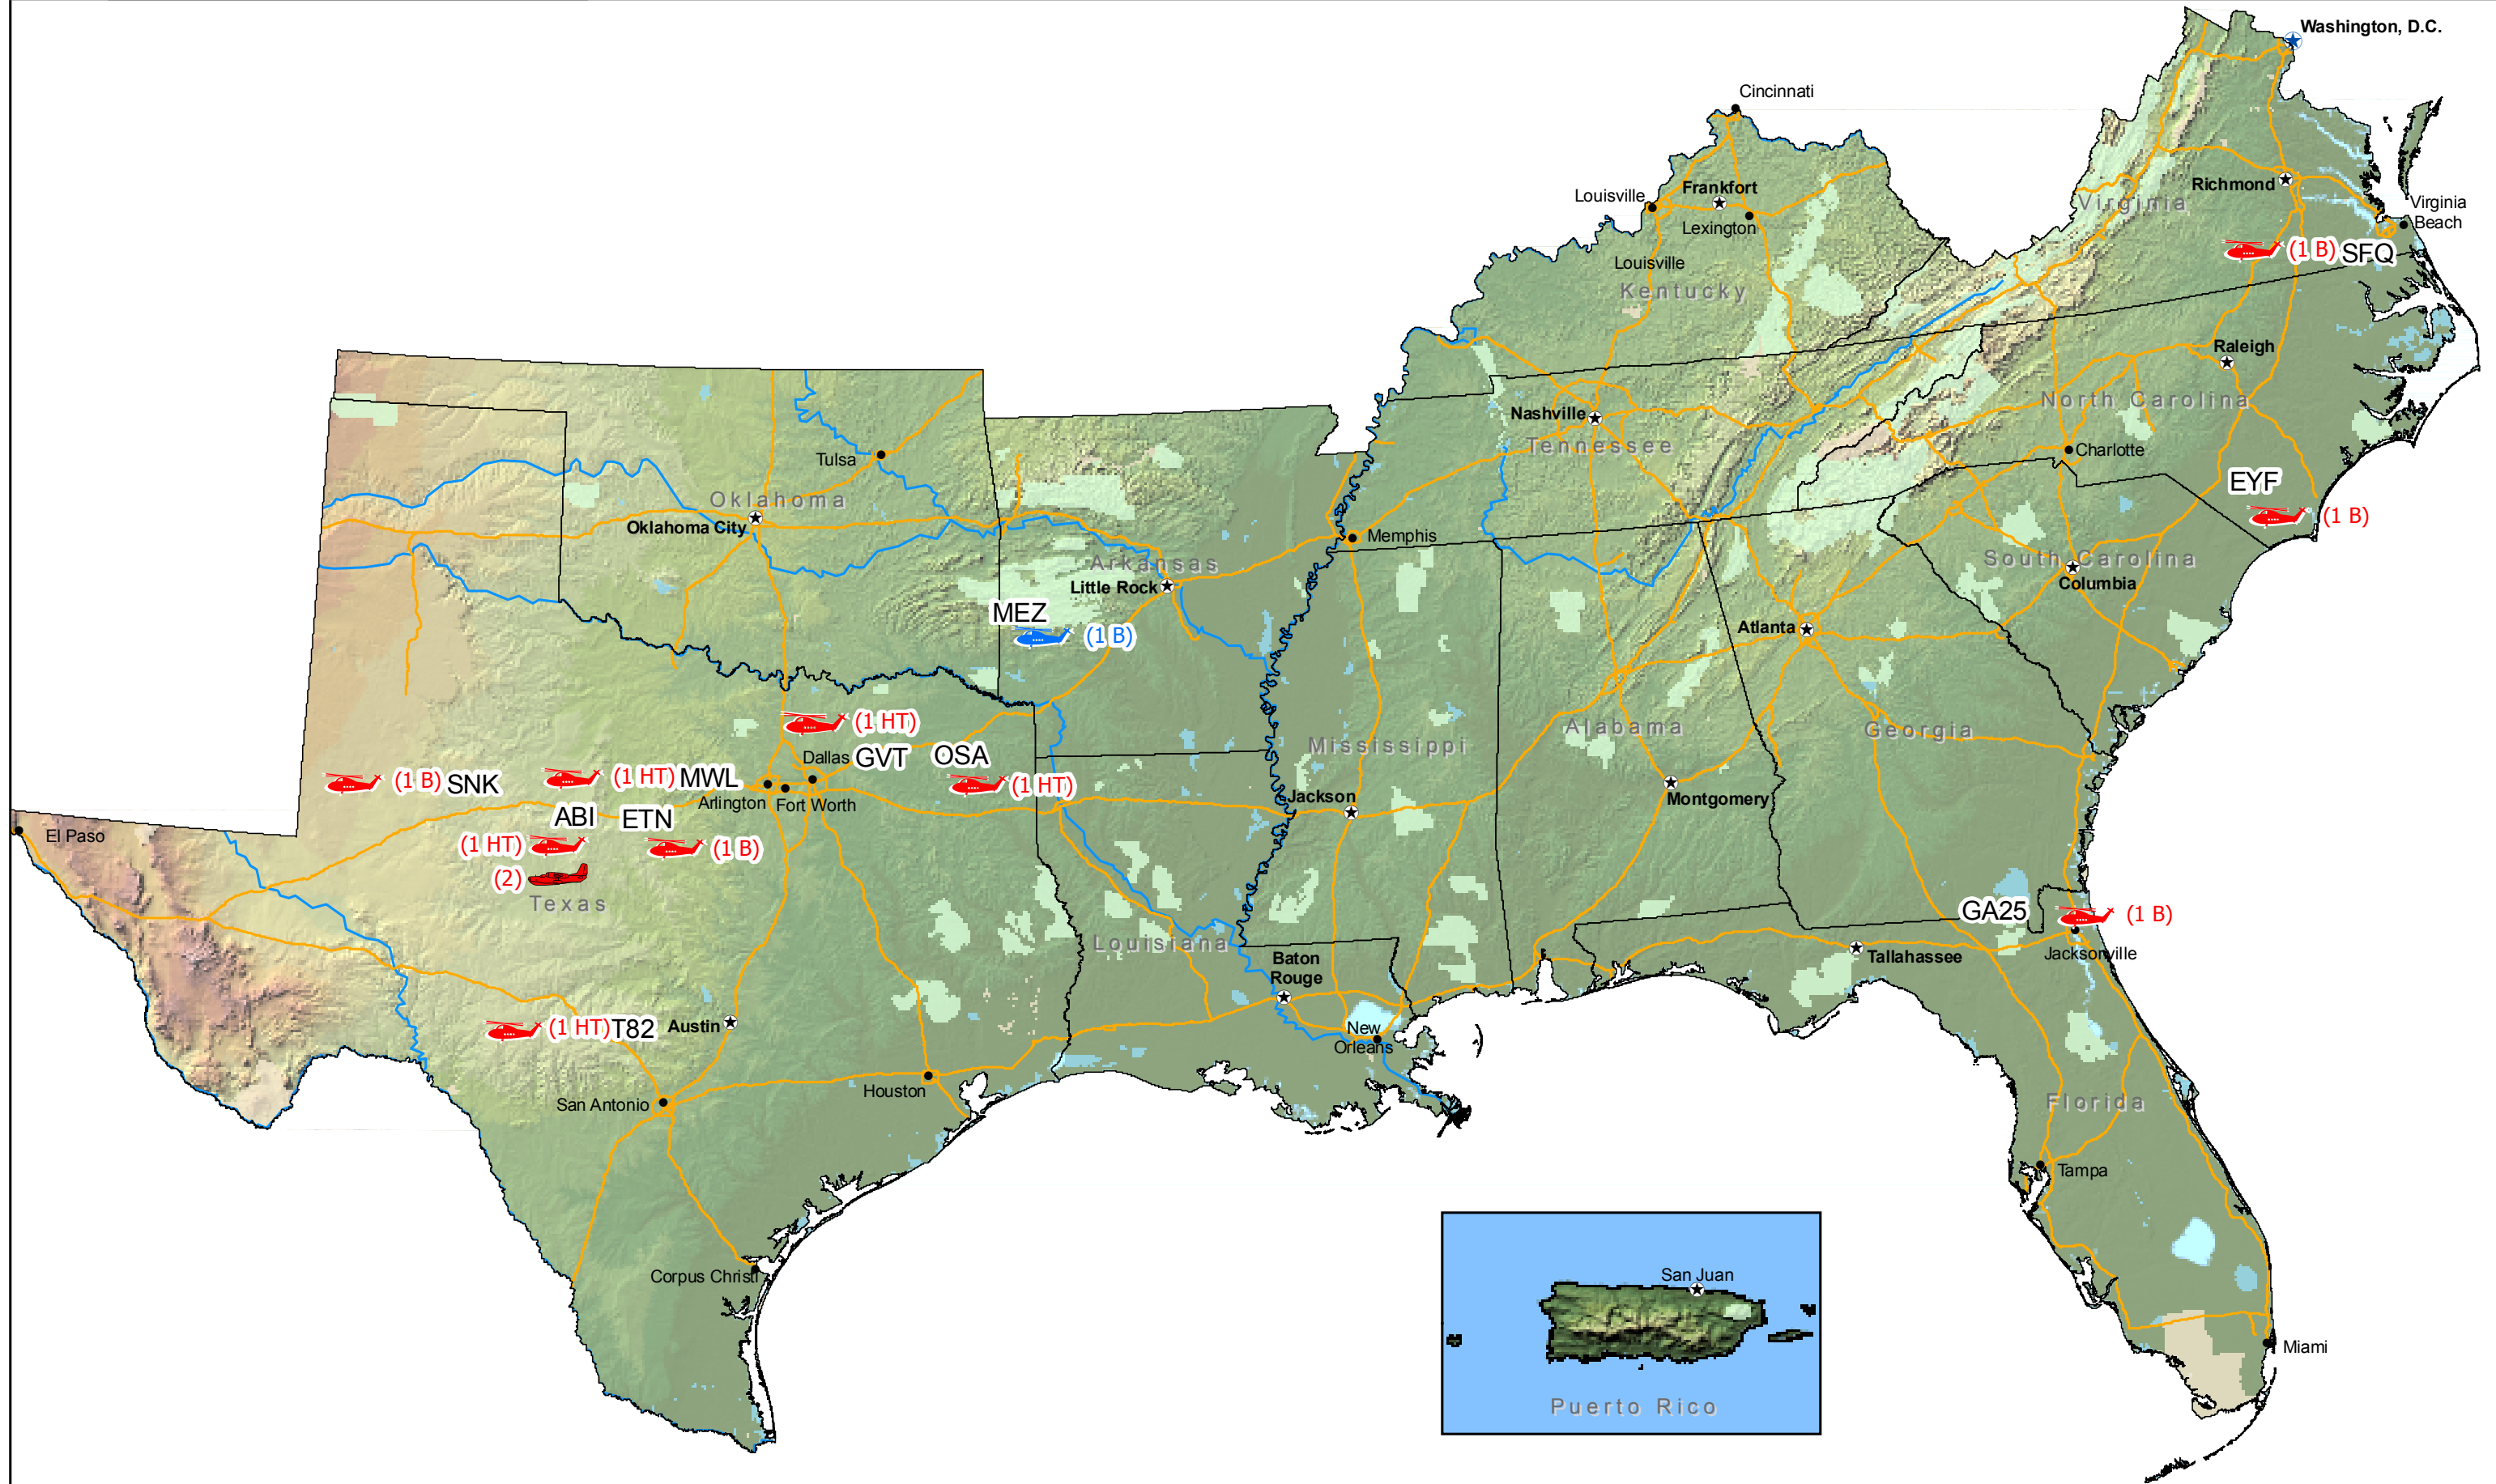 Washington, D.C.
Cincinnati
Richmond
Virginia
Virginia
Beach
Louisville
Frankfort
Lexington
Louisville
Kentucky
(1 B) SFQ
Raleigh
North Carolina
Nashville
Tennessee
Charlotte
Tulsa
Oklahoma
Oklahoma City
EYF
(1 B)
Memphis
Arkansas
Little Rock
South Carolina
Columbia
MEZ
(1 B)
Atlanta
(1 HT)
Dallas
GVT
OSA
(1 HT)
Mississippi
Alabama
Georgia
(1 B) SNK
(1 HT) MWL
Arlington
Fort Worth
Jackson
Montgomery
El Paso
ABI
ETN
(1 HT)
(1 B)
(2)
Texas
GA25
(1 B)
Louisiana
Baton
Rouge
Tallahassee
Jacksonville
(1 HT) T82
Austin
New
Orleans
Houston
San Antonio
Florida
Tampa
Corpus Christi
San Juan
Puerto Rico
Miami